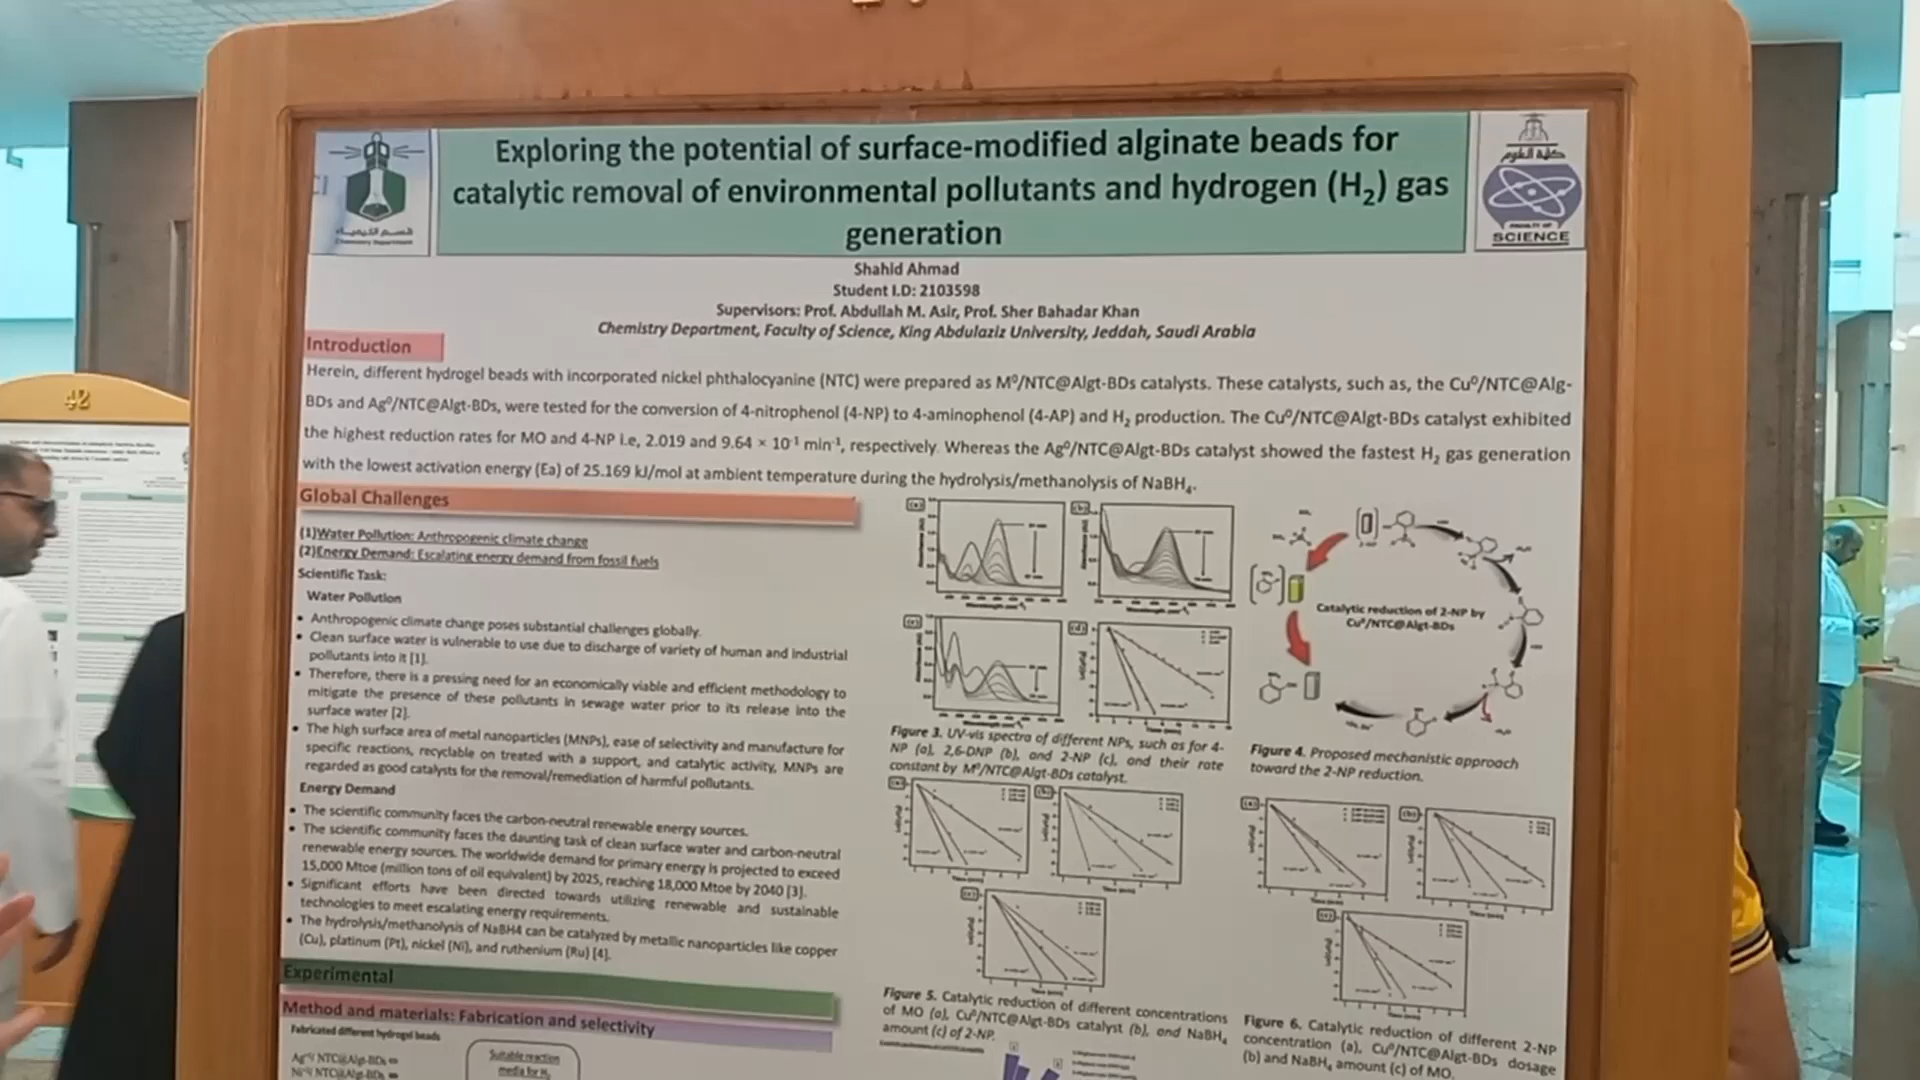 42
Exploring the potential of surface-modified alginate beads for
catalytic removal of environmental pollutants and hydrogen (H₂) gas
generation
قسم الكيمياء
Chemistry Department
كلية العلوم
FACULTY OF
SCIENCE
Shahid Ahmad
Student I.D: 2103598
Supervisors: Prof. Abdullah M. Asir, Prof. Sher Bahadar Khan
Chemistry Department, Faculty of Science, King Abdulaziz University, Jeddah, Saudi Arabia
Introduction
Herein, different hydrogel beads with incorporated nickel phthalocyanine (NTC) were prepared as M⁰/NTC@Algt-BDs catalysts. These catalysts, such as, the Cu⁰/NTC@Alg-
BDs and Ag⁰/NTC@Algt-BDs, were tested for the conversion of 4-nitrophenol (4-NP) to 4-aminophenol (4-AP) and H₂ production. The Cu⁰/NTC@Algt-BDs catalyst exhibited
the highest reduction rates for MO and 4-NP i.e, 2.019 and 9.64 × 10⁻¹ min⁻¹, respectively. Whereas the Ag⁰/NTC@Algt-BDs catalyst showed the fastest H₂ gas generation
with the lowest activation energy (Ea) of 25.169 kJ/mol at ambient temperature during the hydrolysis/methanolysis of NaBH₄.
Global Challenges
(1)Water Pollution: Anthropogenic climate change
(2)Energy Demand: Escalating energy demand from fossil fuels
Scientific Task:
Water Pollution
• Anthropogenic climate change poses substantial challenges globally.
• Clean surface water is vulnerable to use due to discharge of variety of human and industrial
pollutants into it [1].
• Therefore, there is a pressing need for an economically viable and efficient methodology to
mitigate the presence of these pollutants in sewage water prior to its release into the
surface water [2].
• The high surface area of metal nanoparticles (MNPs), ease of selectivity and manufacture for
specific reactions, recyclable on treated with a support, and catalytic activity, MNPs are
regarded as good catalysts for the removal/remediation of harmful pollutants.
Energy Demand
• The scientific community faces the carbon-neutral renewable energy sources.
• The scientific community faces the daunting task of clean surface water and carbon-neutral
renewable energy sources. The worldwide demand for primary energy is projected to exceed
15,000 Mtoe (million tons of oil equivalent) by 2025, reaching 18,000 Mtoe by 2040 [3].
• Significant efforts have been directed towards utilizing renewable and sustainable
technologies to meet escalating energy requirements.
• The hydrolysis/methanolysis of NaBH4 can be catalyzed by metallic nanoparticles like copper
(Cu), platinum (Pt), nickel (Ni), and ruthenium (Ru) [4].
Experimental
Method and materials: Fabrication and selectivity
Fabricated different hydrogel beads
Ag⁰/ NTC@Algt-BDs
Ni⁰/ NTC@Algt-BDs
Suitable reaction
media for H₂
(a)
(b)
(c)
(d)
Figure 3. UV-vis spectra of different NPs, such as for 4-
NP (a), 2,6-DNP (b), and 2-NP (c), and their rate
constant by M⁰/NTC@Algt-BDs catalyst.
Catalytic reduction of 2-NP by
Cu⁰/NTC@Algt-BDs
Figure 4. Proposed mechanistic approach
toward the 2-NP reduction.
(a)
(b)
(c)
Figure 5. Catalytic reduction of different concentrations
of MO (a), Cu⁰/NTC@Algt-BDs catalyst (b), and NaBH₄
amount (c) of 2-NP.
(a)
(b)
(c)
Figure 6. Catalytic reduction of different 2-NP
concentration (a), Cu⁰/NTC@Algt-BDs dosage
(b) and NaBH₄ amount (c) of MO.